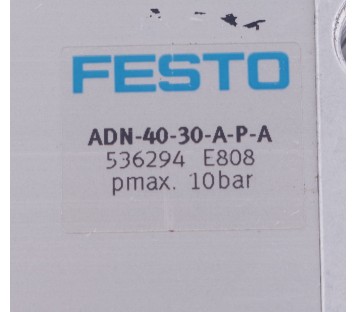 FESTO
ADN-40-30-A-P-A
536294 E808
pmax. 10bar